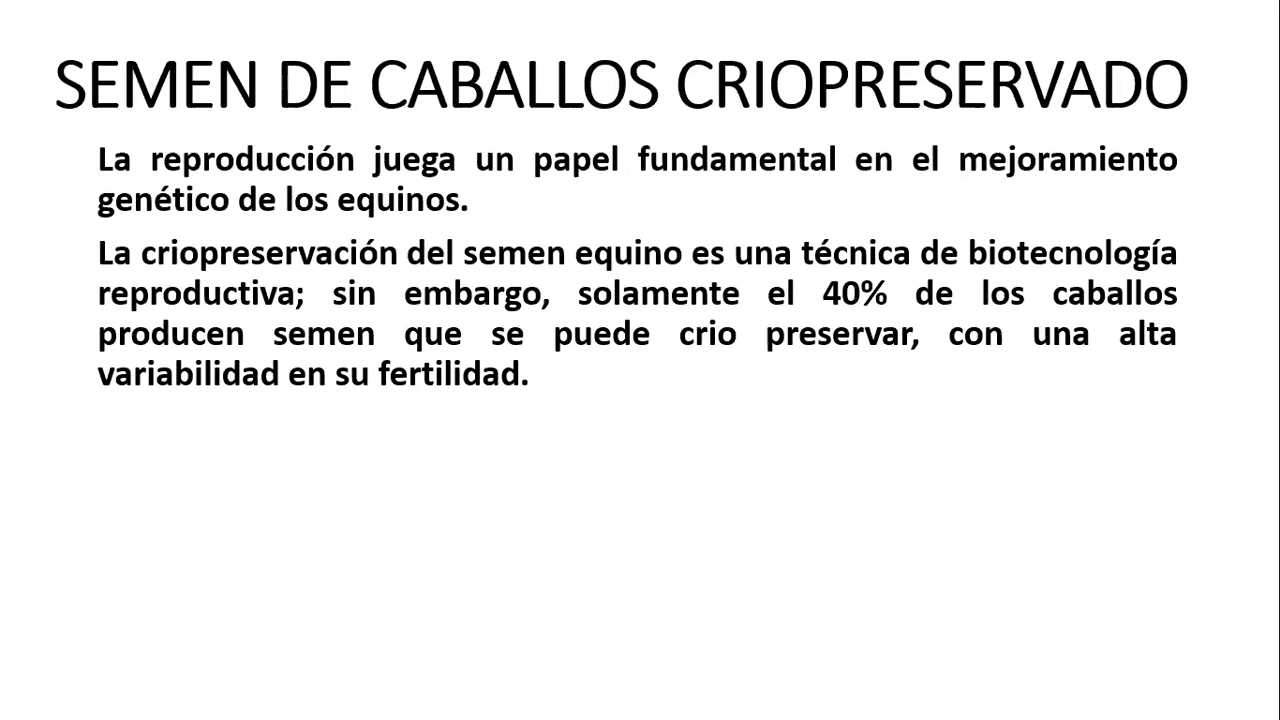 SEMEN DE CABALLOS CRIOPRESERVADO
La reproducción juega un papel fundamental en el mejoramiento
genético de los equinos.
La criopreservación del semen equino es una técnica de biotecnología
reproductiva; sin embargo, solamente el 40% de los caballos
producen semen que se puede crio preservar, con una alta
variabilidad en su fertilidad.